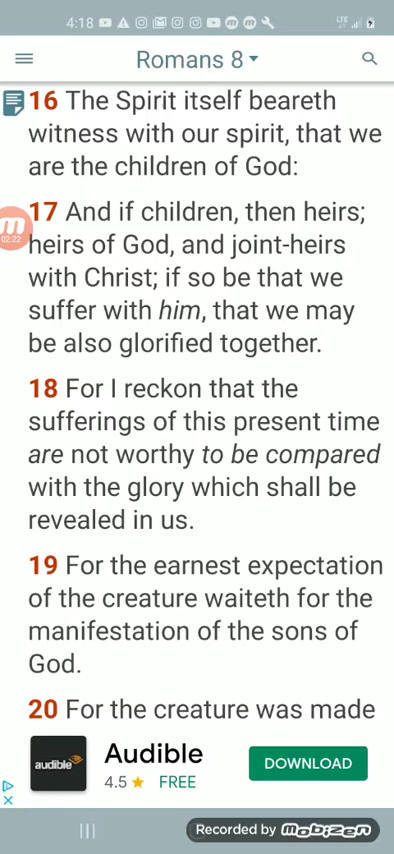 4:18
LTE
Romans 8
16 The Spirit itself beareth
witness with our spirit, that we
are the children of God:
17 And if children, then heirs;
heirs of God, and joint-heirs
with Christ; if so be that we
suffer with him, that we may
be also glorified together.
18 For I reckon that the
sufferings of this present time
are not worthy to be compared
with the glory which shall be
revealed in us.
19 For the earnest expectation
of the creature waiteth for the
manifestation of the sons of
God.
20 For the creature was made
02:22
audible
Audible
4.5 ★ FREE
DOWNLOAD
Recorded by mobizen